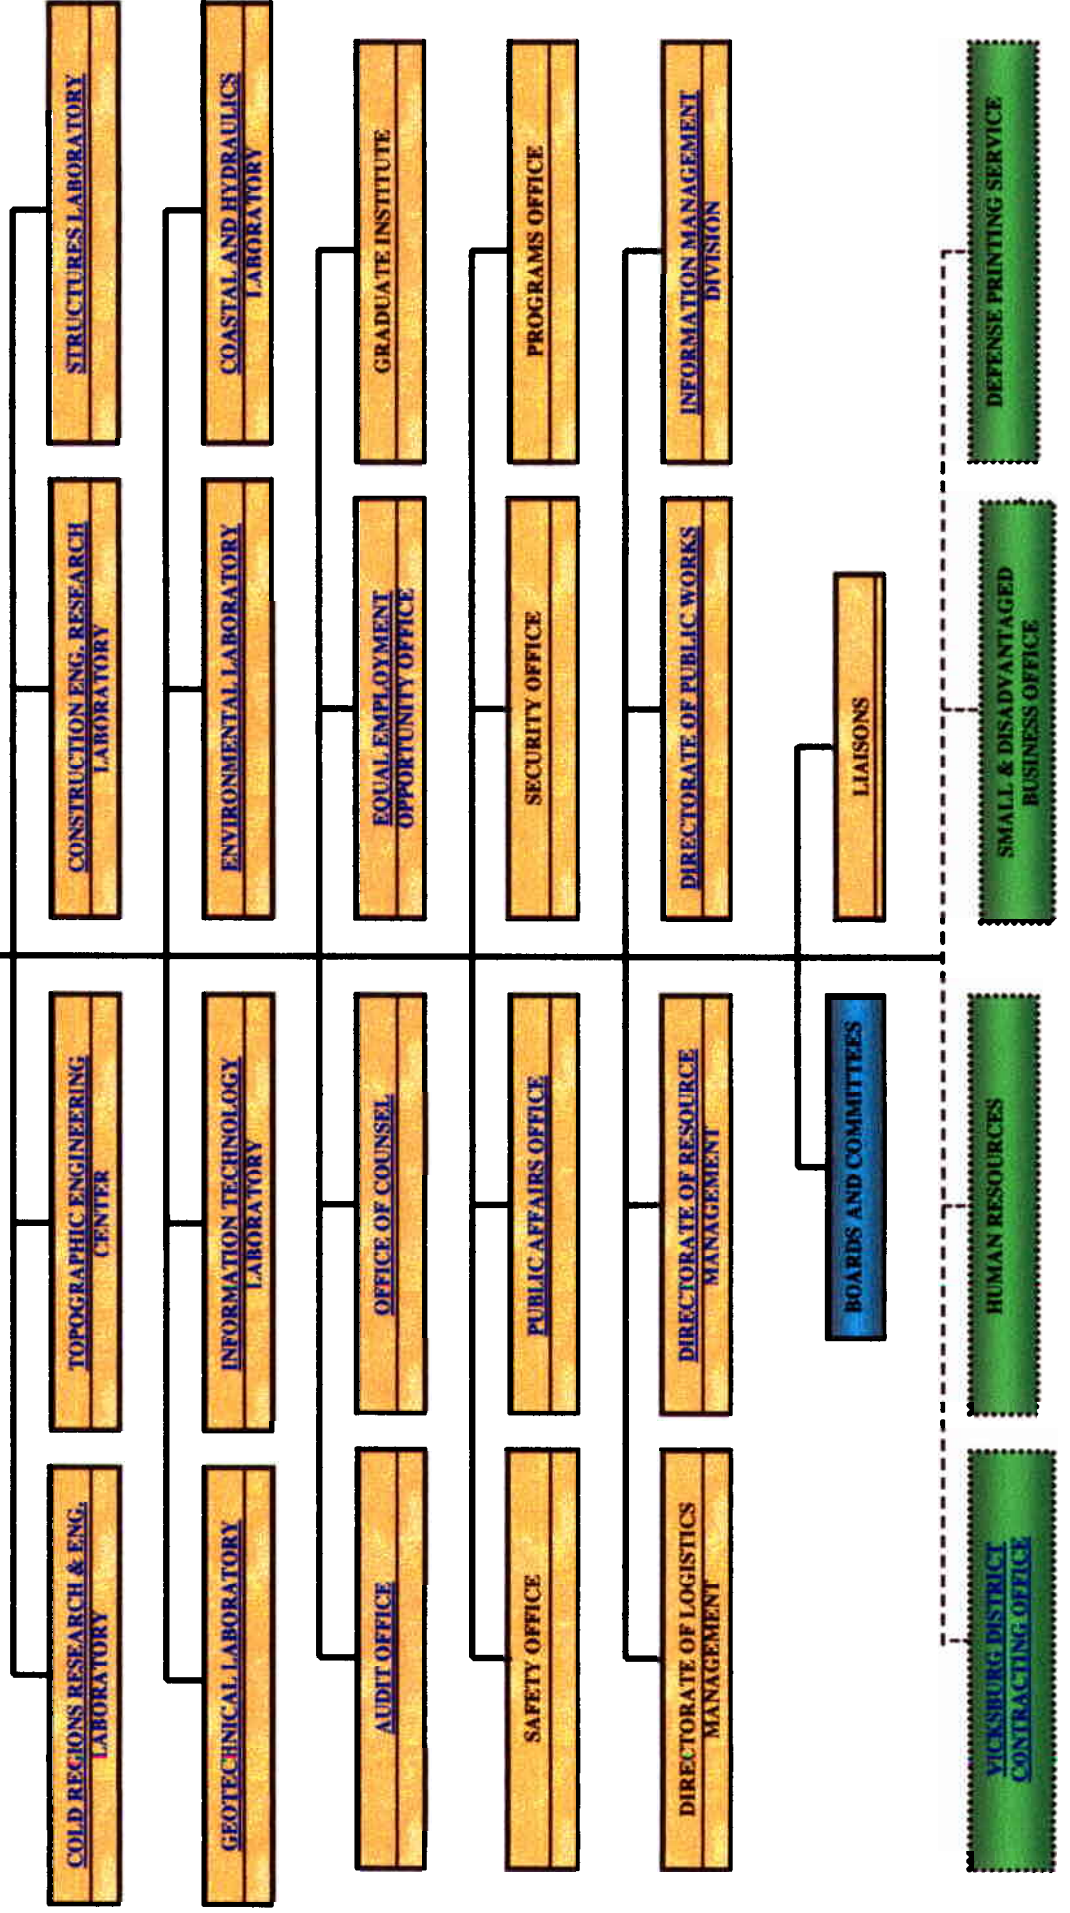 COLD REGIONS RESEARCH & ENG.
LABORATORY
TOPOGRAPHIC ENGINEERING
CENTER
CONSTRUCTION ENG. RESEARCH
LABORATORY
STRUCTURES LABORATORY
GEOTECHNICAL LABORATORY
INFORMATION TECHNOLOGY
LABORATORY
ENVIRONMENTAL LABORATORY
COASTAL AND HYDRAULICS
LABORATORY
AUDIT OFFICE
OFFICE OF COUNSEL
EQUAL EMPLOYMENT
OPPORTUNITY OFFICE
GRADUATE INSTITUTE
SAFETY OFFICE
PUBLIC AFFAIRS OFFICE
SECURITY OFFICE
PROGRAMS OFFICE
DIRECTORATE OF LOGISTICS
MANAGEMENT
DIRECTORATE OF RESOURCE
MANAGEMENT
DIRECTORATE OF PUBLIC WORKS
INFORMATION MANAGEMENT
DIVISION
BOARDS AND COMMITTEES
LIAISONS
VICKSBURG DISTRICT
CONTRACTING OFFICE
HUMAN RESOURCES
SMALL & DISADVANTAGED
BUSINESS OFFICE
DEFENSE PRINTING SERVICE